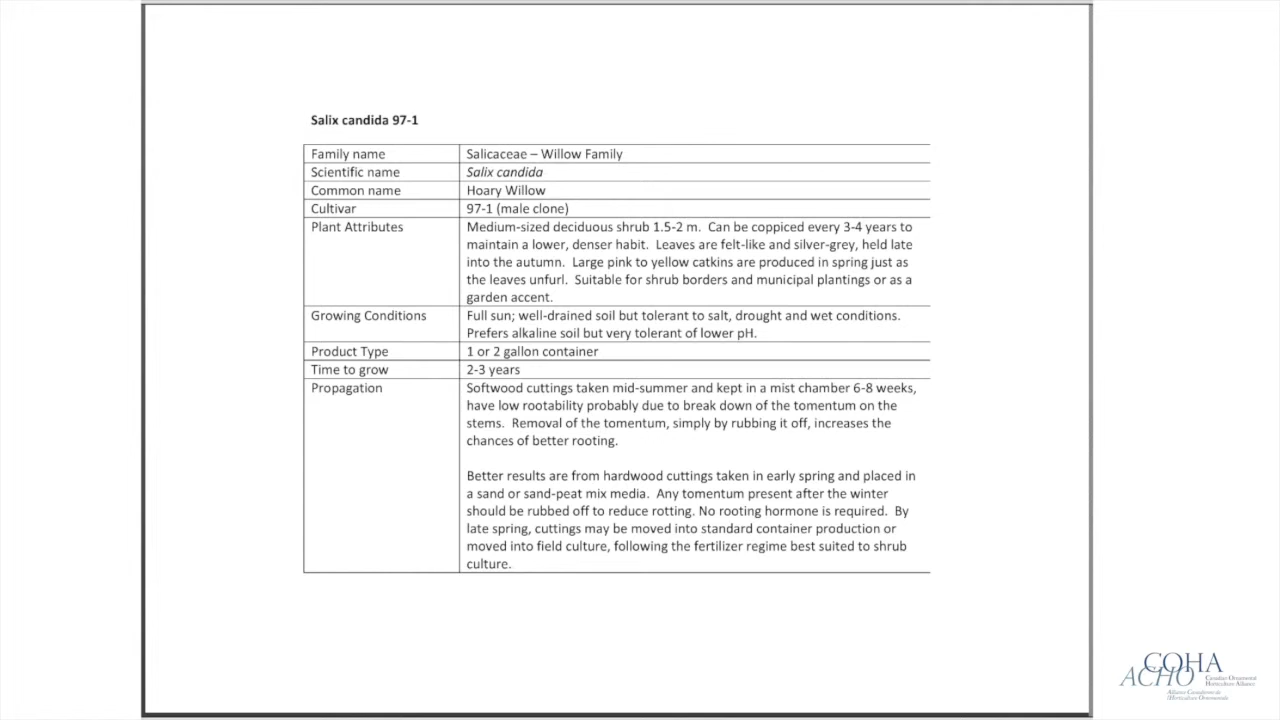 Salix candida 97-1
Family name Salicaceae – Willow Family
Scientific name Salix candida
Common name Hoary Willow
Cultivar 97-1 (male clone)
Plant Attributes Medium-sized deciduous shrub 1.5-2 m. Can be coppiced every 3-4 years to
maintain a lower, denser habit. Leaves are felt-like and silver-grey, held late
into the autumn. Large pink to yellow catkins are produced in spring just as
the leaves unfurl. Suitable for shrub borders and municipal plantings or as a
garden accent.
Growing Conditions Full sun; well-drained soil but tolerant to salt, drought and wet conditions.
Prefers alkaline soil but very tolerant of lower pH.
Product Type 1 or 2 gallon container
Time to grow 2-3 years
Propagation Softwood cuttings taken mid-summer and kept in a mist chamber 6-8 weeks,
have low rootability probably due to break down of the tomentum on the
stems. Removal of the tomentum, simply by rubbing it off, increases the
chances of better rooting.
Better results are from hardwood cuttings taken in early spring and placed in
a sand or sand-peat mix media. Any tomentum present after the winter
should be rubbed off to reduce rotting. No rooting hormone is required. By
late spring, cuttings may be moved into standard container production or
moved into field culture, following the fertilizer regime best suited to shrub
culture.
COHA
ACHO
Canadian Ornamental
Horticulture Alliance
Alliance Canadienne de
l'Horticulture Ornementale